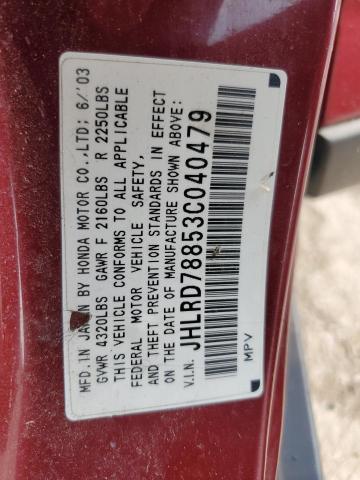 MFD.IN JAPAN BY HONDA MOTOR CO.,LTD: 6/'03
GVWR 4320LBS GAWR F 2160LBS R 2250LBS
THIS VEHICLE CONFORMS TO ALL APPLICABLE
FEDERAL MOTOR VEHICLE SAFETY,
AND THEFT PREVENTION STANDARDS IN EFFECT
ON THE DATE OF MANUFACTURE SHOWN ABOVE:
V.I.N. JHLRD78853C040479
MPV